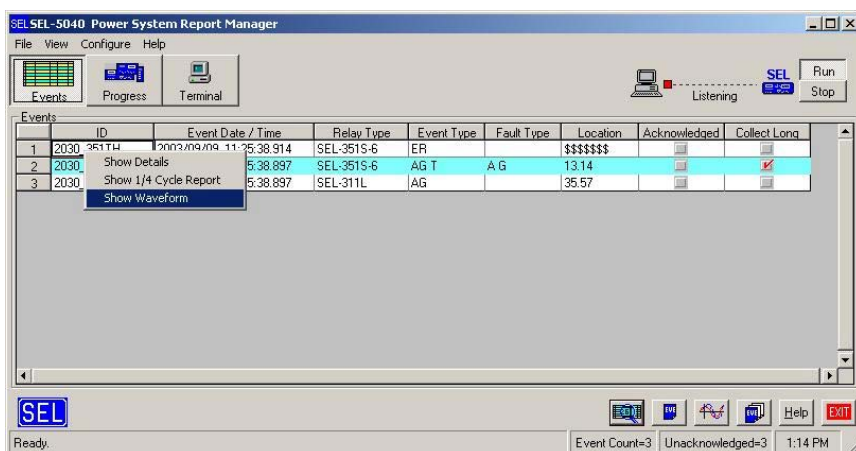 SEL SEL-5040 Power System Report Manager
File View Configure Help
Events Progress Terminal Listening SEL Run Stop
Events
ID Event Date / Time Relay Type Event Type Fault Type Location Acknowledged Collect Long
1 2030_351TH 2003/09/09 11:25:38.914 SEL-351S-6 ER $$$$$$$
2 2030_ 5:38.897 SEL-351S-6 AG T A G 13.14
3 2030_ 5:38.897 SEL-311L AG 35.57
Show Details
Show 1/4 Cycle Report
Show Waveform
SEL EVE EVE Help EXIT
Ready. Event Count=3 Unacknowledged=3 1:14 PM